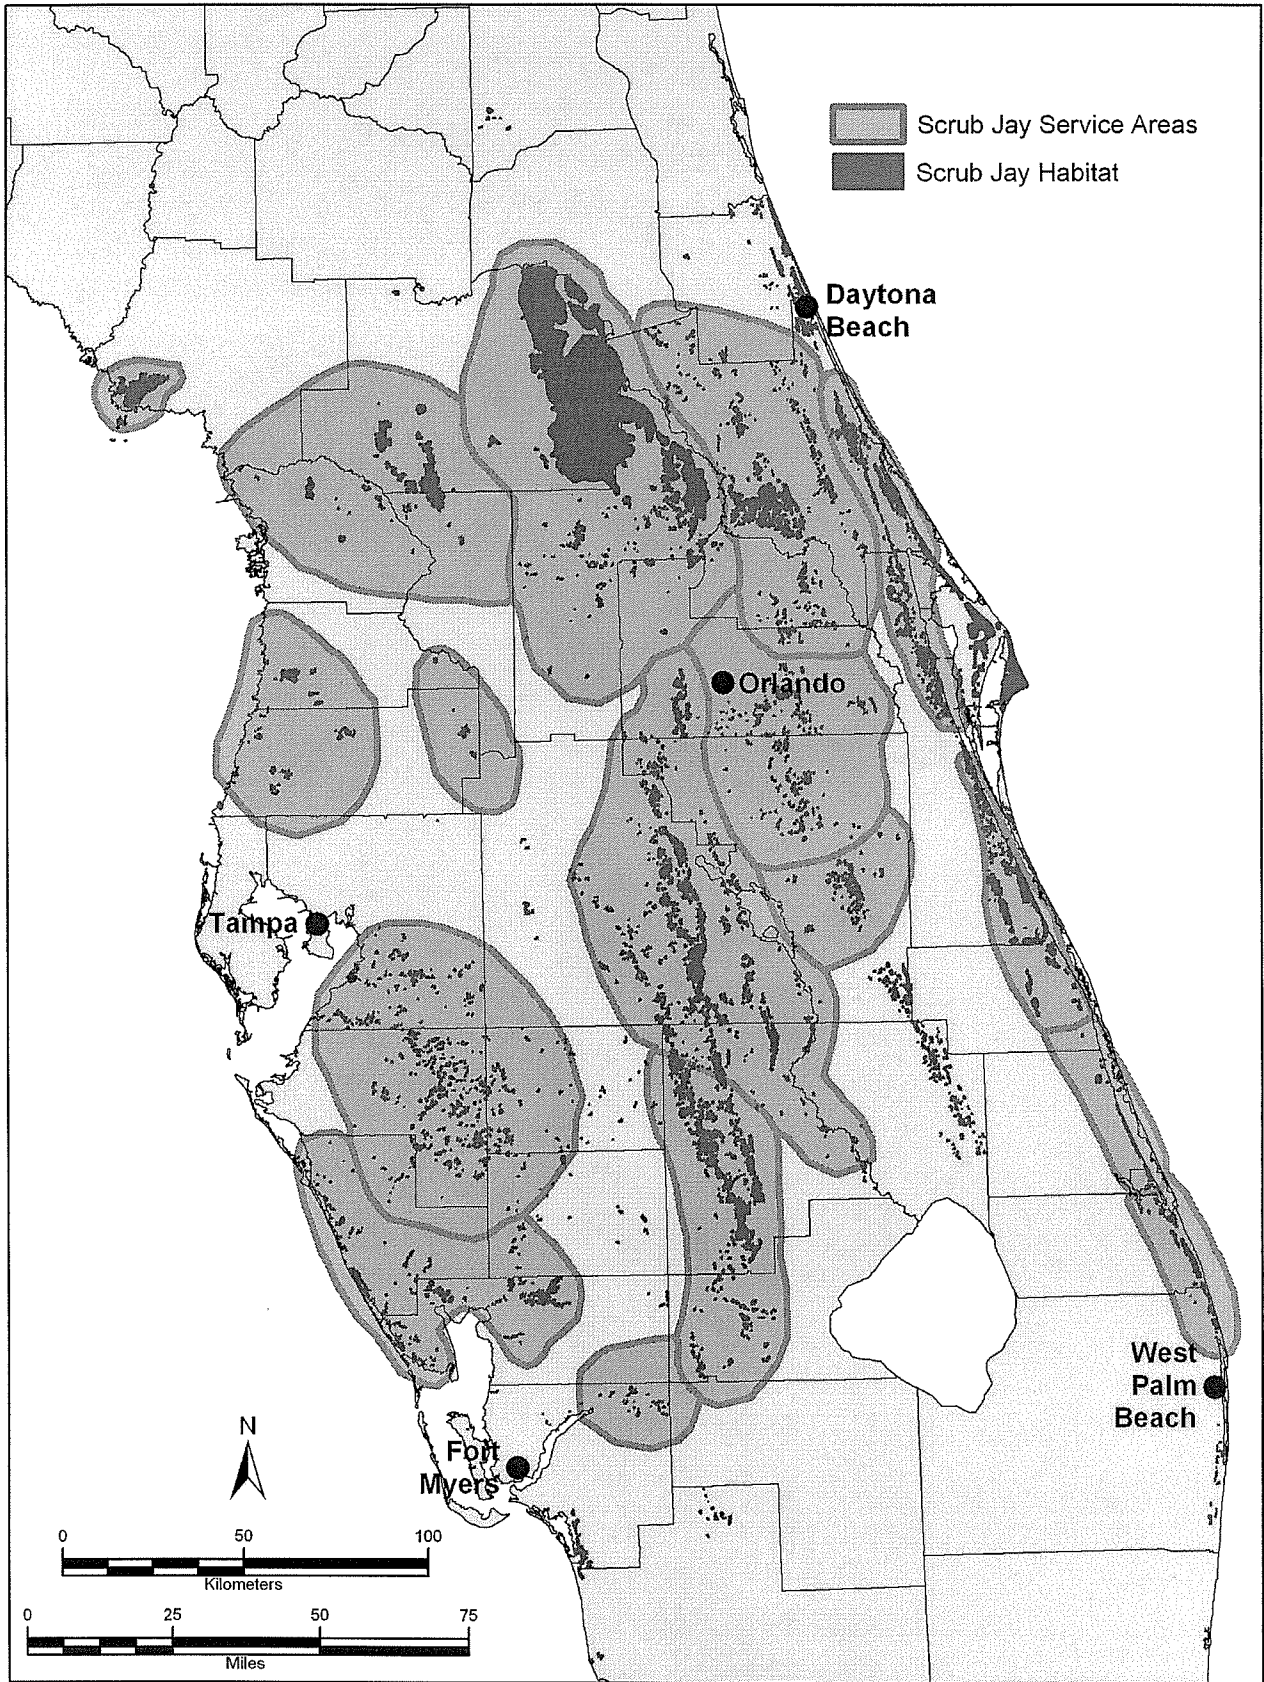 Scrub Jay Service Areas
Scrub Jay Habitat
Daytona
Beach
Orlando
Tampa
West
Palm
Beach
N
Fort
Myers
0 50 100
Kilometers
0 25 50 75
Miles